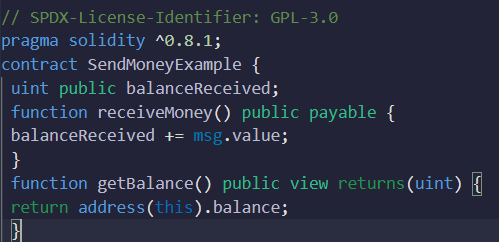 // SPDX-License-Identifier: GPL-3.0
pragma solidity ^0.8.1;
contract SendMoneyExample {
uint public balanceReceived;
function receiveMoney() public payable {
balanceReceived += msg.value;
}
function getBalance() public view returns(uint) {
return address(this).balance;
}